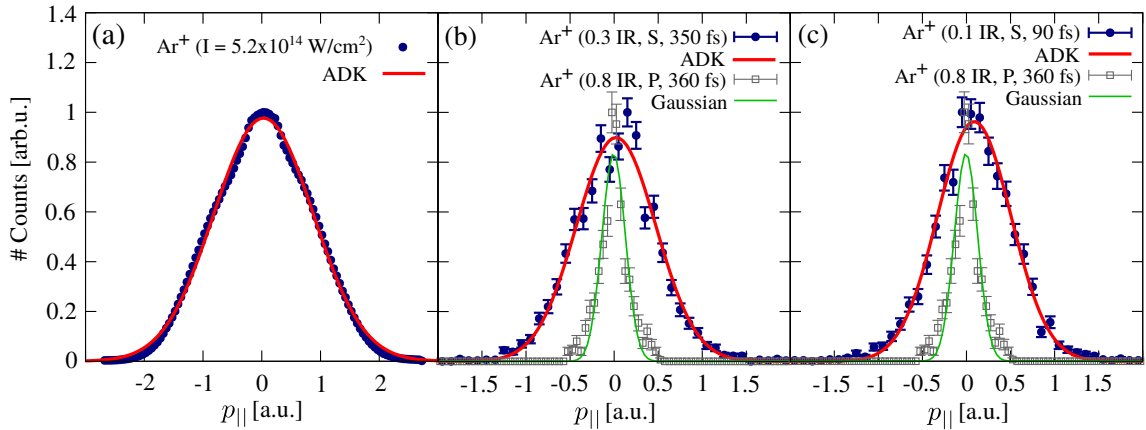 (a)
Ar+ (I = 5.2x10^14 W/cm^2)
ADK
(b)
Ar+ (0.3 IR, S, 350 fs)
ADK
Ar+ (0.8 IR, P, 360 fs)
Gaussian
(c)
Ar+ (0.1 IR, S, 90 fs)
ADK
Ar+ (0.8 IR, P, 360 fs)
Gaussian
# Counts [arb.u.]
1.4
1.2
1.0
0.8
0.6
0.4
0.2
0
-2 -1 0 1 2
-1.5 -1 -0.5 0 0.5 1 1.5
-1.5 -1 -0.5 0 0.5 1 1.5
p|| [a.u.]
p|| [a.u.]
p|| [a.u.]